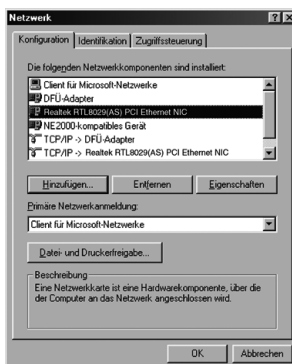 Netzwerk
Konfiguration Identifikation Zugriffssteuerung
Die folgenden Netzwerkkomponenten sind installiert:
Client für Microsoft-Netzwerke
DFÜ-Adapter
Realtek RTL8029(AS) PCI Ethernet NIC
NE2000-kompatibles Gerät
TCP/IP -> DFÜ-Adapter
TCP/IP -> Realtek RTL8029(AS) PCI Ethernet NIC
Hinzufügen... Entfernen Eigenschaften
Primäre Netzwerkanmeldung:
Client für Microsoft-Netzwerke
Datei- und Druckerfreigabe...
Beschreibung
Eine Netzwerkkarte ist eine Hardwarekomponente, über die
der Computer an das Netzwerk angeschlossen wird.
OK Abbrechen